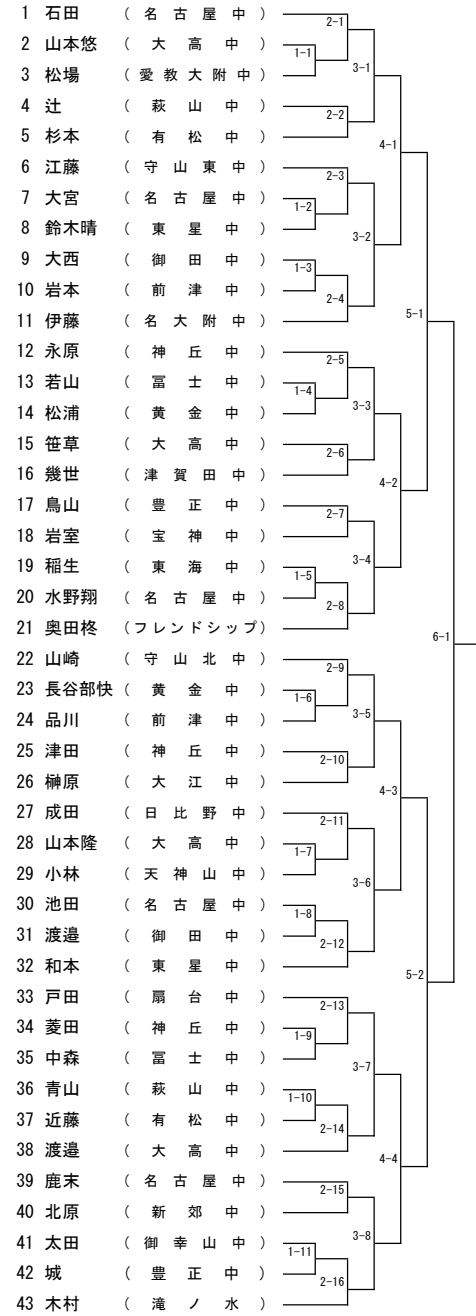 1 石田 (名古屋中)
2 山本悠 (大高中)
3 松場 (愛教大附中)
4 辻 (萩山中)
5 杉本 (有松中)
6 江藤 (守山東中)
7 大宮 (名古屋中)
8 鈴木晴 (東星中)
9 大西 (御田中)
10 岩本 (前津中)
11 伊藤 (名大附中)
12 永原 (神丘中)
13 若山 (冨士中)
14 松浦 (黄金中)
15 笹草 (大高中)
16 幾世 (津賀田中)
17 鳥山 (豊正中)
18 岩室 (宝神中)
19 稲生 (東海中)
20 水野翔 (名古屋中)
21 奥田柊 (フレンドシップ)
22 山崎 (守山北中)
23 長谷部快 (黄金中)
24 品川 (前津中)
25 津田 (神丘中)
26 榊原 (大江中)
27 成田 (日比野中)
28 山本隆 (大高中)
29 小林 (天神山中)
30 池田 (名古屋中)
31 渡邉 (御田中)
32 和本 (東星中)
33 戸田 (扇台中)
34 菱田 (神丘中)
35 中森 (冨士中)
36 青山 (萩山中)
37 近藤 (有松中)
38 渡邉 (大高中)
39 鹿末 (名古屋中)
40 北原 (新郊中)
41 太田 (御幸山中)
42 城 (豊正中)
43 木村 (滝ノ水)
1-1
1-2
1-3
1-4
1-5
1-6
1-7
1-8
1-9
1-10
1-11
2-1
2-2
2-3
2-4
2-5
2-6
2-7
2-8
2-9
2-10
2-11
2-12
2-13
2-14
2-15
2-16
3-1
3-2
3-3
3-4
3-5
3-6
3-7
3-8
4-1
4-2
4-3
4-4
5-1
5-2
6-1